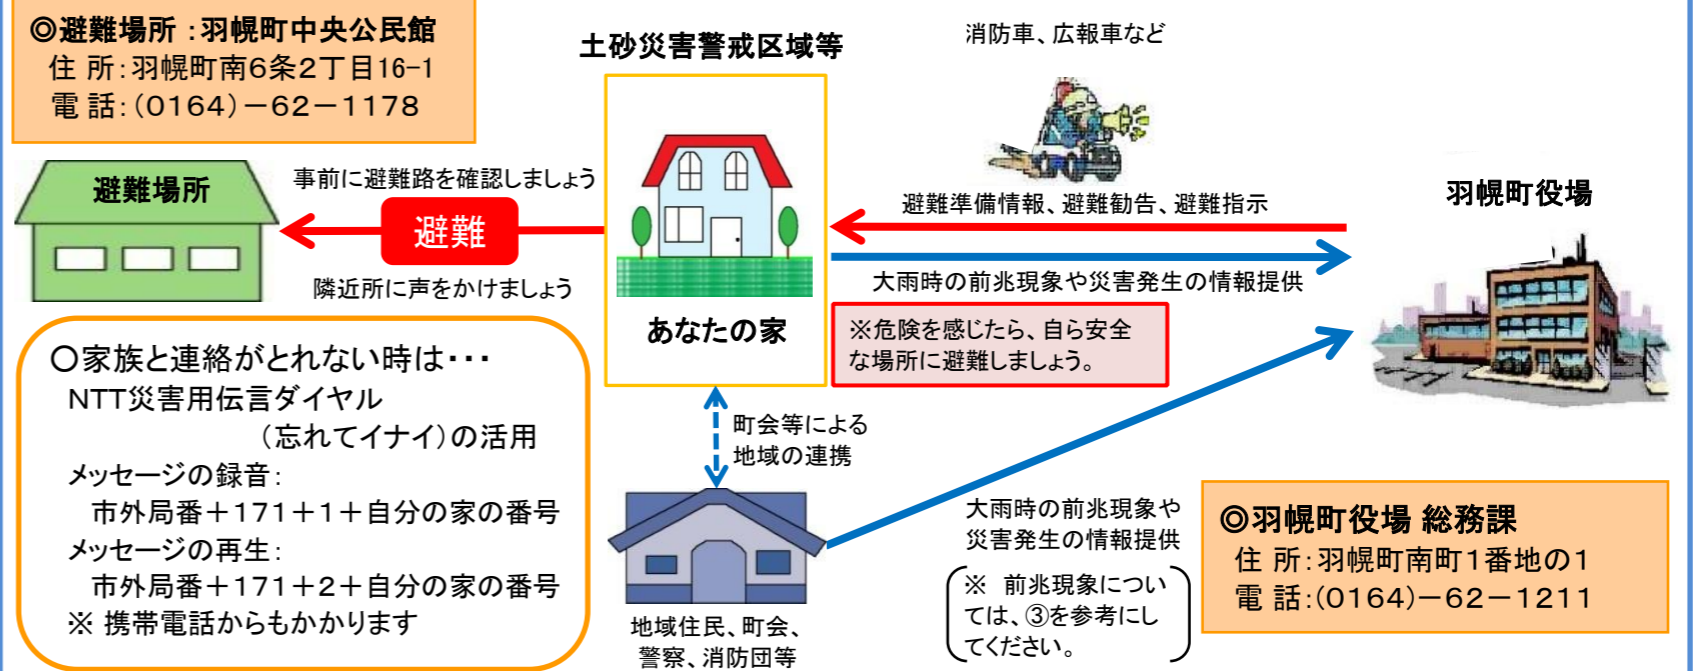 ◎避難場所：羽幌町中央公民館
住 所：羽幌町南６条２丁目16-1
電 話：（０１６４）－６２－１１７８
土砂災害警戒区域等
消防車、広報車など
避難場所
事前に避難路を確認しましょう
避難
隣近所に声をかけましょう
あなたの家
避難準備情報、避難勧告、避難指示
大雨時の前兆現象や災害発生の情報提供
※危険を感じたら、自ら安全
な場所に避難しましょう。
羽幌町役場
○家族と連絡がとれない時は・・・
NTT災害用伝言ダイヤル
（忘れてイナイ）の活用
メッセージの録音：
市外局番＋１７１＋１＋自分の家の番号
メッセージの再生：
市外局番＋１７１＋２＋自分の家の番号
※ 携帯電話からもかかります
町会等による
地域の連携
地域住民、町会、
警察、消防団等
大雨時の前兆現象や
災害発生の情報提供
※ 前兆現象につい
ては、③を参考にし
てください。
◎羽幌町役場 総務課
住 所：羽幌町南町１番地の１
電 話：（０１６４）－６２－１２１１